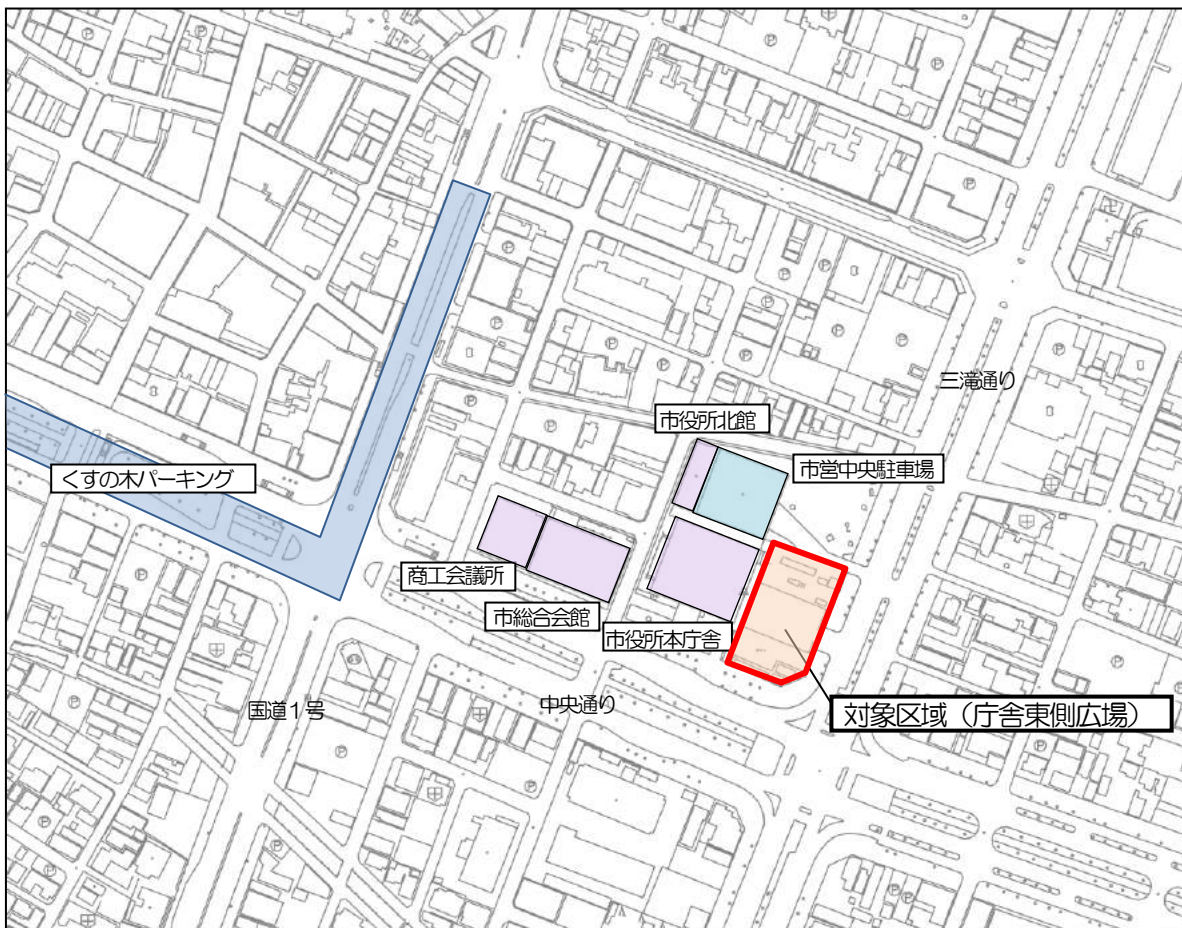 三滝通り
市役所北館
市営中央駐車場
くすの木パーキング
商工会議所
市総合会館
市役所本庁舎
国道1号
中央通り
対象区域（庁舎東側広場）